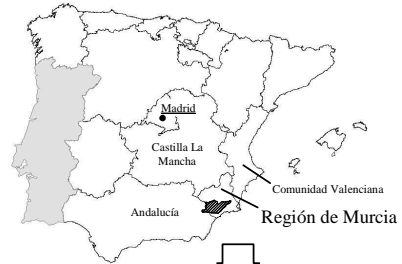 Madrid
Castilla La
Mancha
Comunidad Valenciana
Andalucía
Región de Murcia